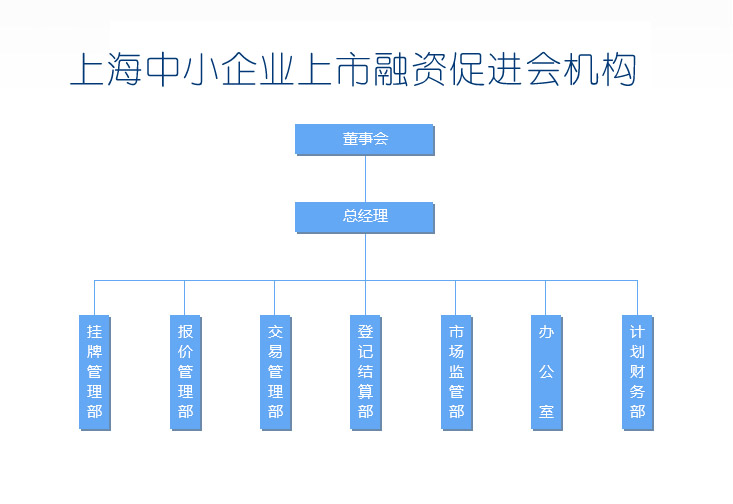 上海中小企业上市融资促进会机构
董事会
总经理
挂牌管理部
报价管理部
交易管理部
登记结算部
市场监管部
办公室
计划财务部